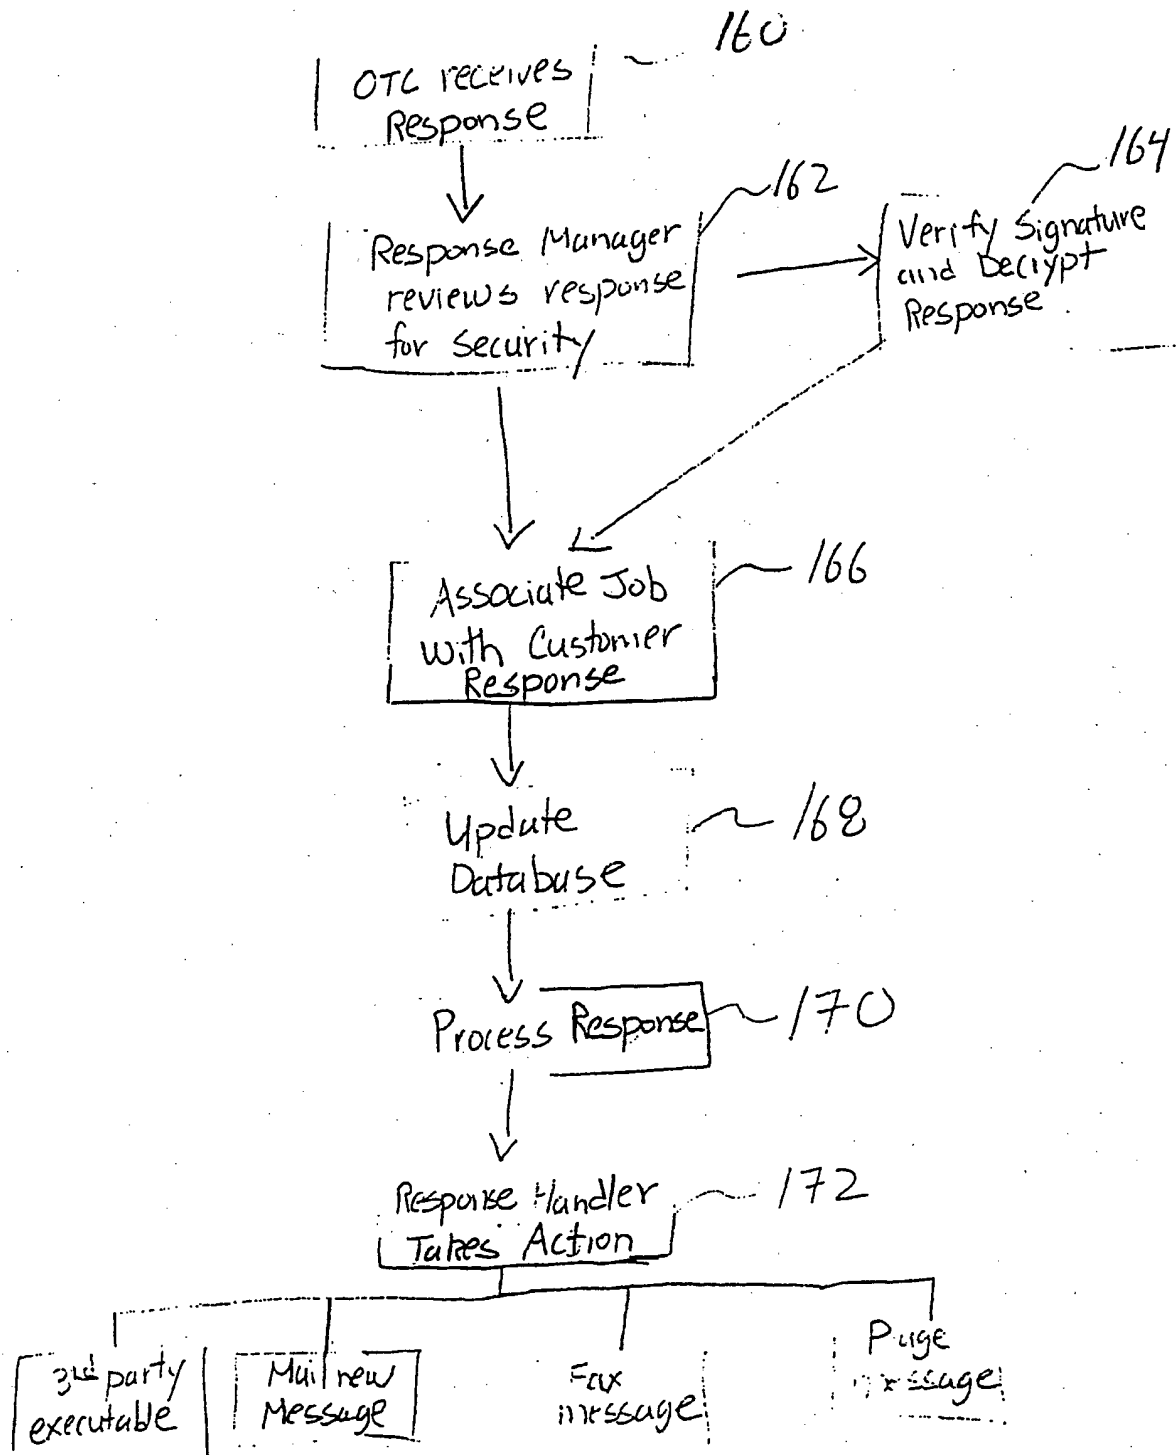 160
OTC receives
Response
162
Response Manager
reviews response
for security
164
Verify Signature
and Decrypt
Response
166
Associate Job
with Customer
Response
168
Update
Database
170
Process Response
172
Response Handler
Takes Action
3rd party
executable
Mail new
Message
Fax
message
Page
message